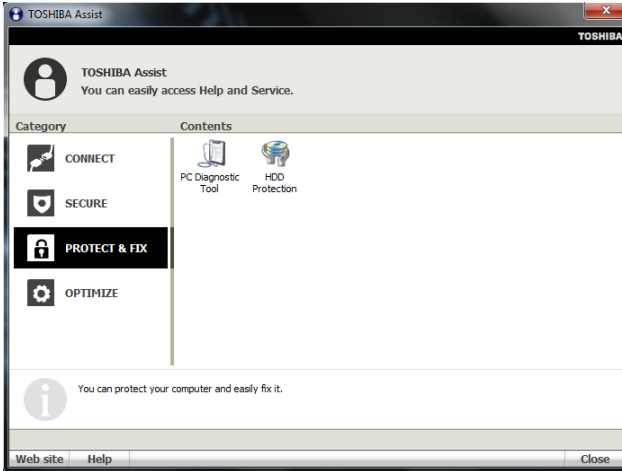 TOSHIBA Assist
TOSHIBA
TOSHIBA Assist
You can easily access Help and Service.
Category
Contents
CONNECT
SECURE
PROTECT & FIX
OPTIMIZE
PC Diagnostic
Tool
HDD
Protection
You can protect your computer and easily fix it.
Web site Help Close